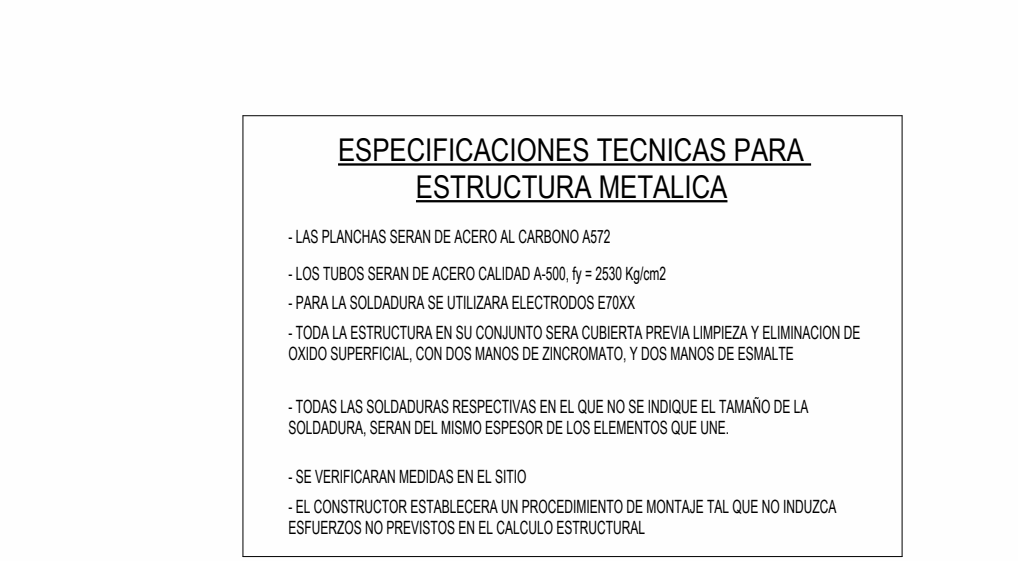 ESPECIFICACIONES TECNICAS PARA
ESTRUCTURA METALICA
- LAS PLANCHAS SERAN DE ACERO AL CARBONO A572
- LOS TUBOS SERAN DE ACERO CALIDAD A-500, fy = 2530 Kg/cm2
- PARA LA SOLDADURA SE UTILIZARA ELECTRODOS E70XX
- TODA LA ESTRUCTURA EN SU CONJUNTO SERA CUBIERTA PREVIA LIMPIEZA Y ELIMINACION DE
OXIDO SUPERFICIAL, CON DOS MANOS DE ZINCROMATO, Y DOS MANOS DE ESMALTE
- TODAS LAS SOLDADURAS RESPECTIVAS EN EL QUE NO SE INDIQUE EL TAMAÑO DE LA
SOLDADURA, SERAN DEL MISMO ESPESOR DE LOS ELEMENTOS QUE UNE.
- SE VERIFICARAN MEDIDAS EN EL SITIO
- EL CONSTRUCTOR ESTABLECERA UN PROCEDIMIENTO DE MONTAJE TAL QUE NO INDUZCA
ESFUERZOS NO PREVISTOS EN EL CALCULO ESTRUCTURAL